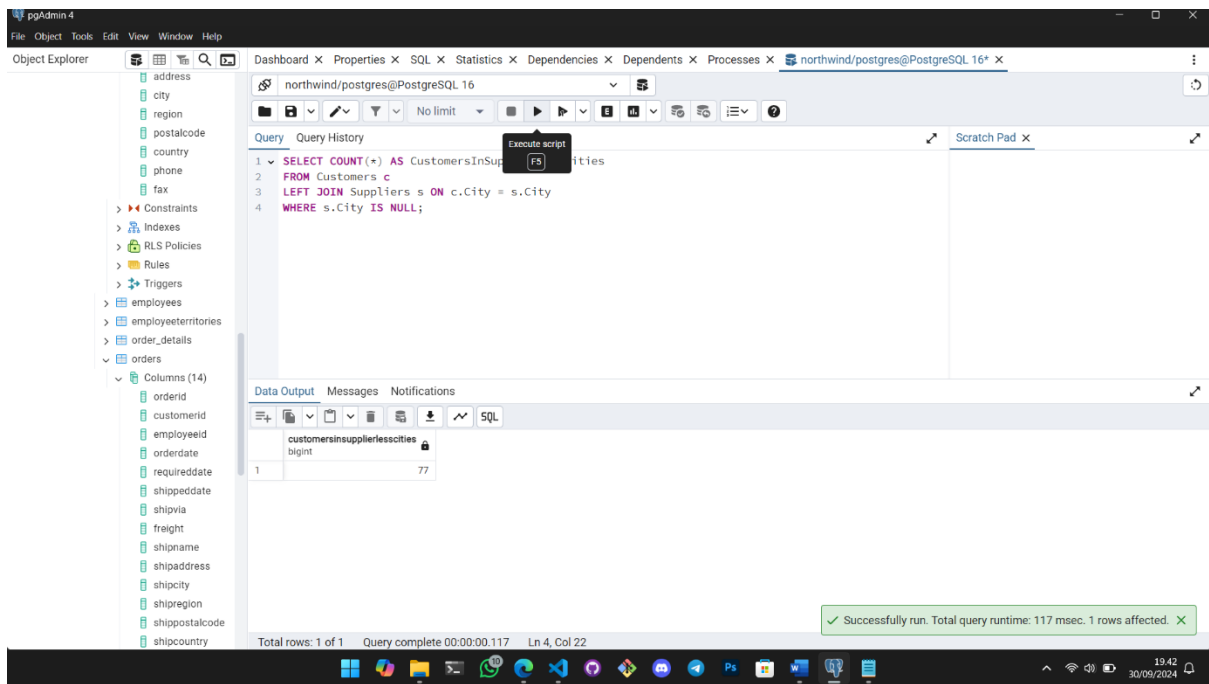 pgAdmin 4
File Object Tools Edit View Window Help
Object Explorer
Dashboard X Properties X SQL X Statistics X Dependencies X Dependents X Processes X northwind/postgres@PostgreSQL 16* X
address
city
region
postalcode
country
phone
fax
Constraints
Indexes
RLS Policies
Rules
Triggers
employees
employeeterritories
order_details
orders
Columns (14)
orderid
customerid
employeeid
orderdate
requireddate
shippeddate
shipvia
freight
shipname
shipaddress
shipcity
shipregion
shippostalcode
shipcountry
northwind/postgres@PostgreSQL 16
No limit
E
Query Query History
Scratch Pad X
Execute script
F5
1 SELECT COUNT(*) AS CustomersInSup ities
2 FROM Customers c
3 LEFT JOIN Suppliers s ON c.City = s.City
4 WHERE s.City IS NULL;
Data Output Messages Notifications
SQL
customersinsupplierlesscities
bigint
1 77
Successfully run. Total query runtime: 117 msec. 1 rows affected. X
Total rows: 1 of 1 Query complete 00:00:00.117 Ln 4, Col 22
10
Ps
19.42
30/09/2024